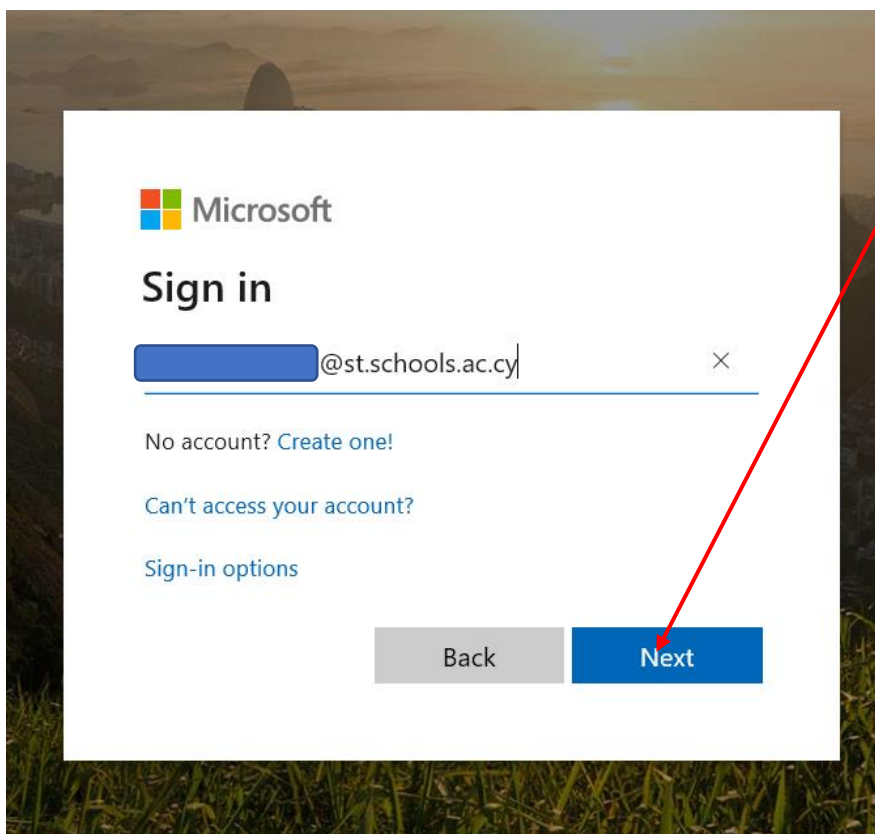 Microsoft
Sign in
@st.schools.ac.cy
No account? Create one!
Can't access your account?
Sign-in options
Back Next